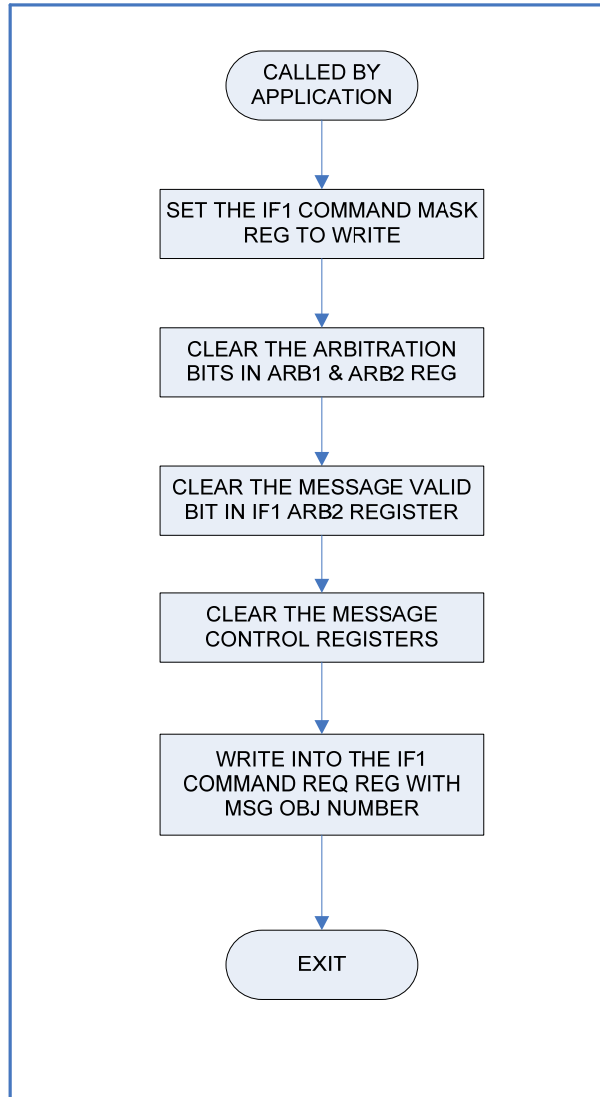 CALLED BY
APPLICATION
SET THE IF1 COMMAND MASK
REG TO WRITE
CLEAR THE ARBITRATION
BITS IN ARB1 & ARB2 REG
CLEAR THE MESSAGE VALID
BIT IN IF1 ARB2 REGISTER
CLEAR THE MESSAGE
CONTROL REGISTERS
WRITE INTO THE IF1
COMMAND REQ REG WITH
MSG OBJ NUMBER
EXIT